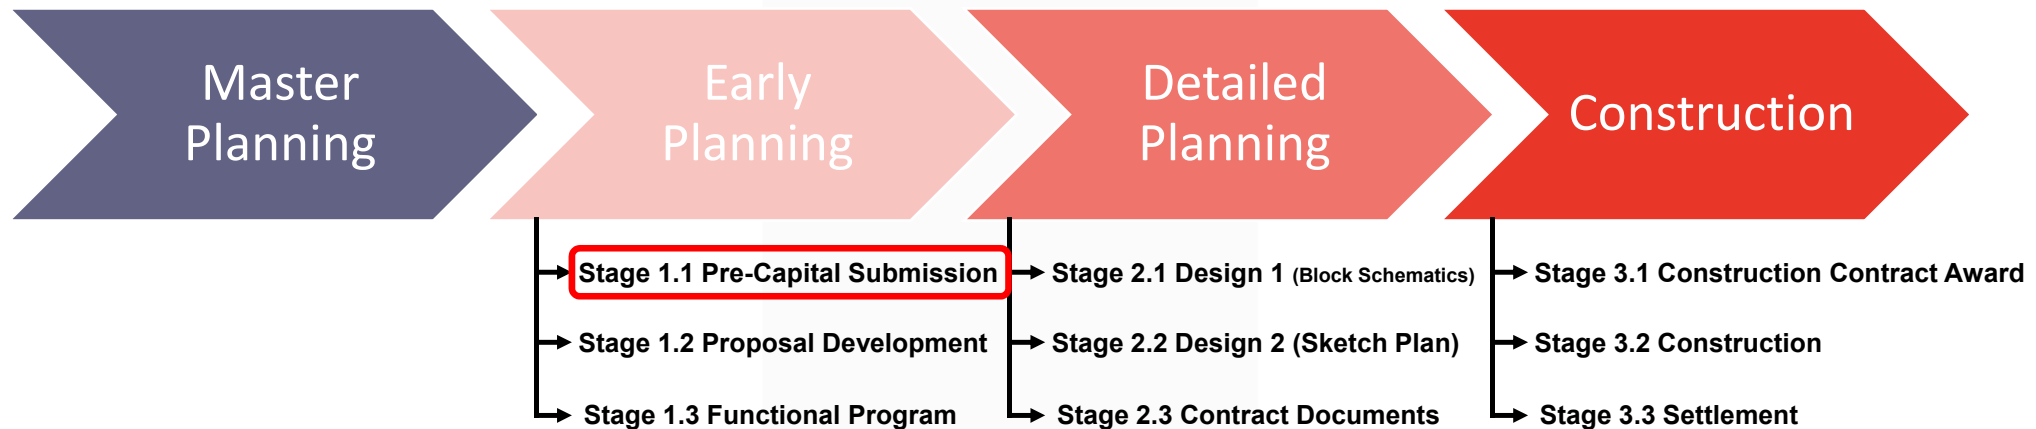 Master
Planning
Early
Planning
Detailed
Planning
Construction
Stage 1.1 Pre-Capital Submission
Stage 1.2 Proposal Development
Stage 1.3 Functional Program
Stage 2.1 Design 1 (Block Schematics)
Stage 2.2 Design 2 (Sketch Plan)
Stage 2.3 Contract Documents
Stage 3.1 Construction Contract Award
Stage 3.2 Construction
Stage 3.3 Settlement